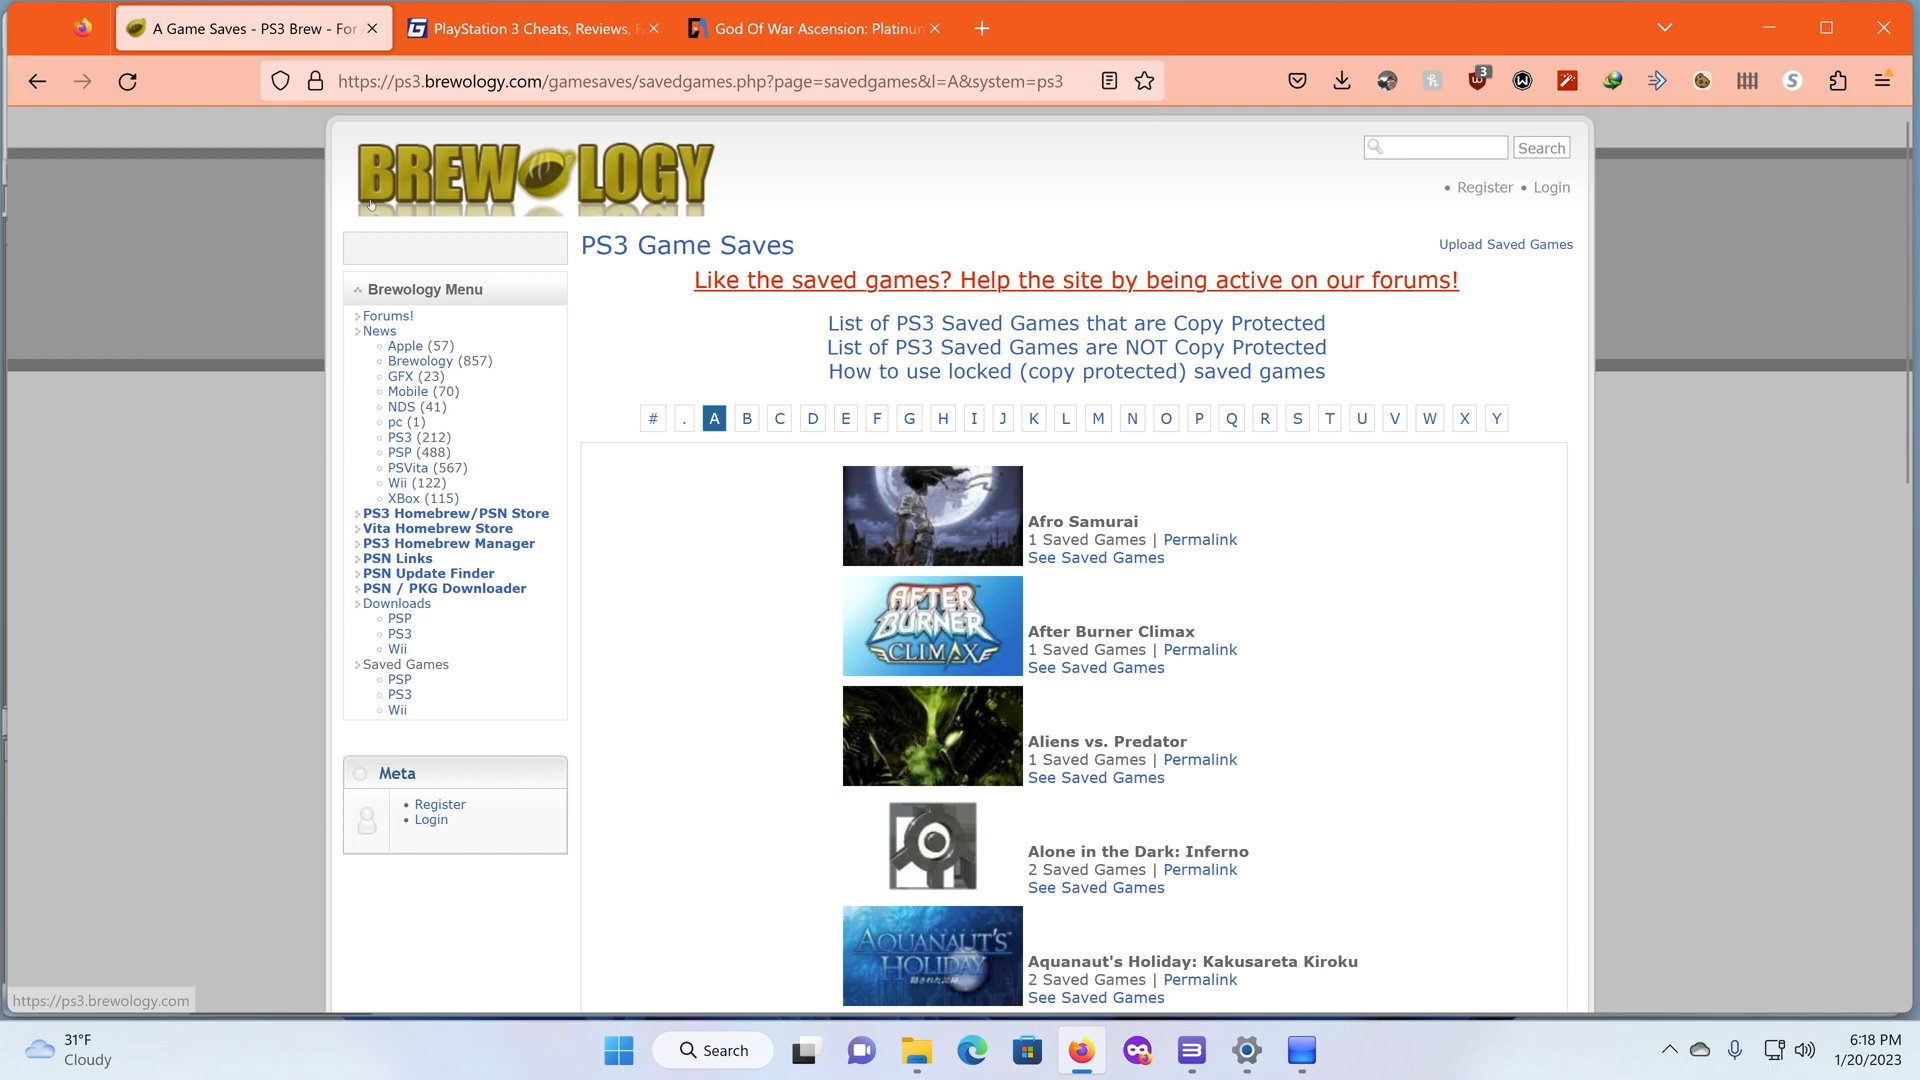 A Game Saves - PS3 Brew - For
PlayStation 3 Cheats, Reviews, F
God Of War Ascension: Platinum
https://ps3.brewology.com/gamesaves/savedgames.php?page=savedgames&l=A&system=ps3
3
BREWOLOGY
Search
• Register • Login
PS3 Game Saves
Upload Saved Games
Like the saved games? Help the site by being active on our forums!
List of PS3 Saved Games that are Copy Protected
List of PS3 Saved Games are NOT Copy Protected
How to use locked (copy protected) saved games
# . A B C D E F G H I J K L M N O P Q R S T U V W X Y
Brewology Menu
Forums!
News
Apple (57)
Brewology (857)
GFX (23)
Mobile (70)
NDS (41)
pc (1)
PS3 (212)
PSP (488)
PSVita (567)
Wii (122)
XBox (115)
PS3 Homebrew/PSN Store
Vita Homebrew Store
PS3 Homebrew Manager
PSN Links
PSN Update Finder
PSN / PKG Downloader
Downloads
PSP
PS3
Wii
Saved Games
PSP
PS3
Wii
Meta
• Register
• Login
Afro Samurai
1 Saved Games | Permalink
See Saved Games
AFTER BURNER CLIMAX
After Burner Climax
1 Saved Games | Permalink
See Saved Games
Aliens vs. Predator
1 Saved Games | Permalink
See Saved Games
Alone in the Dark: Inferno
2 Saved Games | Permalink
See Saved Games
AQUANAUT'S HOLIDAY
Aquanaut's Holiday: Kakusareta Kiroku
2 Saved Games | Permalink
See Saved Games
https://ps3.brewology.com
31°F
Cloudy
Search
6:18 PM
1/20/2023